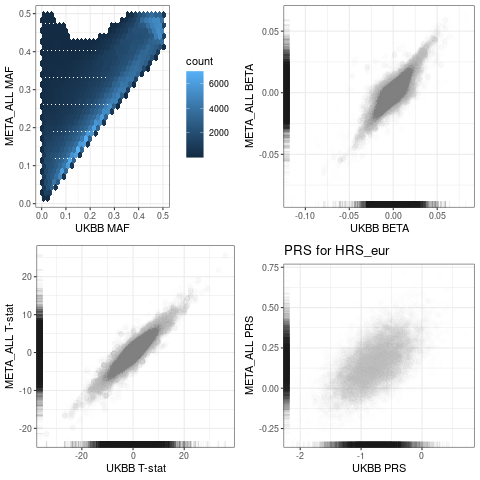 0.5
0.4
0.3
0.2
0.1
0.0
META_ALL MAF
0.0 0.1 0.2 0.3 0.4 0.5
UKBB MAF
count
6000
4000
2000
0.05
0.00
-0.05
META_ALL BETA
-0.10 -0.05 0.00 0.05
UKBB BETA
20
10
0
-10
-20
META_ALL T-stat
-20 0 20
UKBB T-stat
PRS for HRS_eur
0.75
0.50
0.25
0.00
-0.25
META_ALL PRS
-2 -1 0
UKBB PRS